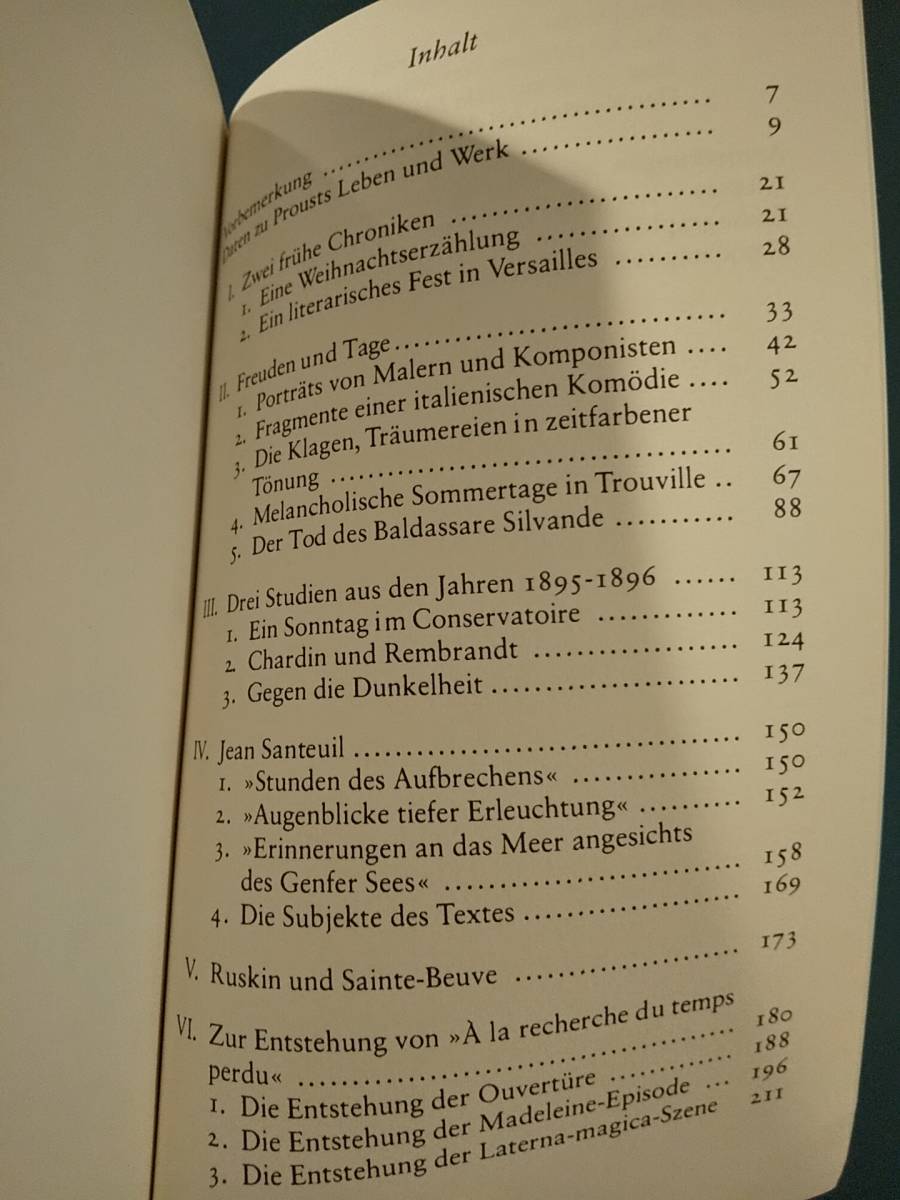 Inhalt
Vorbemerkung ........................................ 7
Daten zu Prousts Leben und Werk .................. 9
I. Zwei frühe Chroniken .......................... 21
1. Eine Weihnachtserzählung .................. 21
2. Ein literarisches Fest in Versailles .......... 28
II. Freuden und Tage ................................ 33
1. Porträts von Malern und Komponisten .... 42
2. Fragmente einer italienischen Komödie .... 52
3. Die Klagen, Träumereien in zeitfarbener
Tönung ...................................... 61
4. Melancholische Sommertage in Trouville .. 67
5. Der Tod des Baldassare Silvande ........... 88
III. Drei Studien aus den Jahren 1895-1896 ...... 113
1. Ein Sonntag im Conservatoire ............. 113
2. Chardin und Rembrandt ................... 124
3. Gegen die Dunkelheit ....................... 137
IV. Jean Santeuil .................................... 150
1. »Stunden des Aufbrechens« ................ 150
2. »Augenblicke tiefer Erleuchtung« .......... 152
3. »Erinnerungen an das Meer angesichts
des Genfer Sees« ........................... 158
4. Die Subjekte des Textes ..................... 169
V. Ruskin und Sainte-Beuve ...................... 173
VI. Zur Entstehung von »À la recherche du temps
perdu« ......................................... 180
1. Die Entstehung der Ouvertüre ............. 188
2. Die Entstehung der Madeleine-Episode ... 196
3. Die Entstehung der Laterna-magica-Szene 211